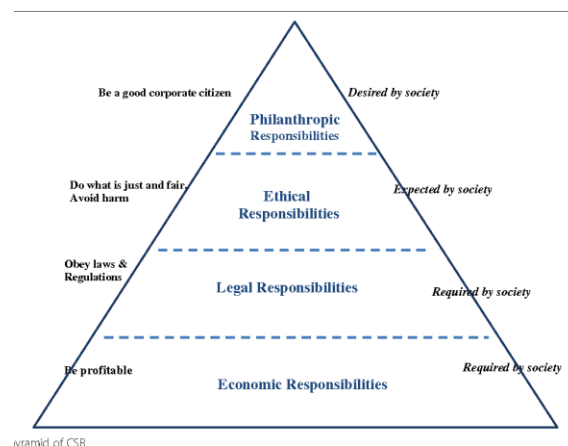 Be a good corporate citizen
Desired by society
Philanthropic
Responsibilities
Do what is just and fair,
Avoid harm
Expected by society
Ethical
Responsibilities
Obey laws &
Regulations
Legal Responsibilities
Required by society
Be profitable
Required by society
Economic Responsibilities
yramid of CSR